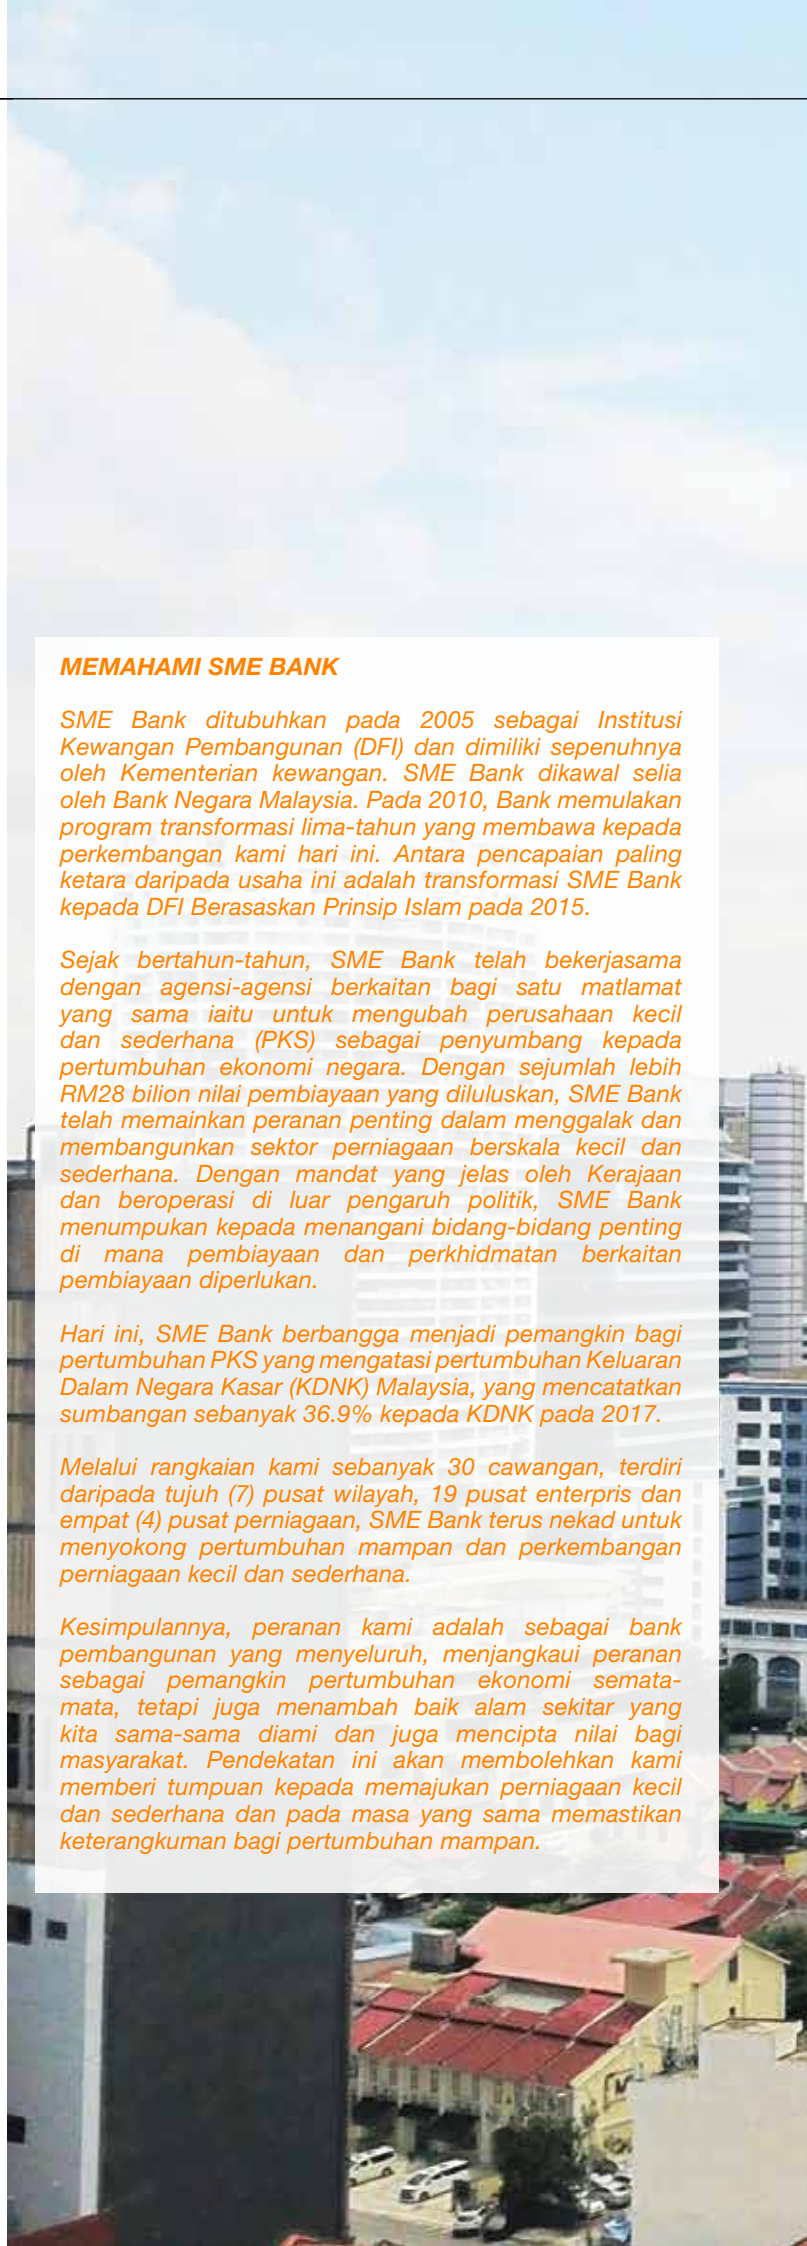 MEMAHAMI SME BANK
SME Bank ditubuhkan pada 2005 sebagai Institusi
Kewangan Pembangunan (DFI) dan dimiliki sepenuhnya
oleh Kementerian kewangan. SME Bank dikawal selia
oleh Bank Negara Malaysia. Pada 2010, Bank memulakan
program transformasi lima-tahun yang membawa kepada
perkembangan kami hari ini. Antara pencapaian paling
ketara daripada usaha ini adalah transformasi SME Bank
kepada DFI Berasaskan Prinsip Islam pada 2015.
Sejak bertahun-tahun, SME Bank telah bekerjasama
dengan agensi-agensi berkaitan bagi satu matlamat
yang sama iaitu untuk mengubah perusahaan kecil
dan sederhana (PKS) sebagai penyumbang kepada
pertumbuhan ekonomi negara. Dengan sejumlah lebih
RM28 bilion nilai pembiayaan yang diluluskan, SME Bank
telah memainkan peranan penting dalam menggalak dan
membangunkan sektor perniagaan berskala kecil dan
sederhana. Dengan mandat yang jelas oleh Kerajaan
dan beroperasi di luar pengaruh politik, SME Bank
menumpukan kepada menangani bidang-bidang penting
di mana pembiayaan dan perkhidmatan berkaitan
pembiayaan diperlukan.
Hari ini, SME Bank berbangga menjadi pemangkin bagi
pertumbuhan PKS yang mengatasi pertumbuhan Keluaran
Dalam Negara Kasar (KDNK) Malaysia, yang mencatatkan
sumbangan sebanyak 36.9% kepada KDNK pada 2017.
Melalui rangkaian kami sebanyak 30 cawangan, terdiri
daripada tujuh (7) pusat wilayah, 19 pusat enterpris dan
empat (4) pusat perniagaan, SME Bank terus nekad untuk
menyokong pertumbuhan mampan dan perkembangan
perniagaan kecil dan sederhana.
Kesimpulannya, peranan kami adalah sebagai bank
pembangunan yang menyeluruh, menjangkaui peranan
sebagai pemangkin pertumbuhan ekonomi semata-
mata, tetapi juga menambah baik alam sekitar yang
kita sama-sama diami dan juga mencipta nilai bagi
masyarakat. Pendekatan ini akan membolehkan kami
memberi tumpuan kepada memajukan perniagaan kecil
dan sederhana dan pada masa yang sama memastikan
keterangkuman bagi pertumbuhan mampan.